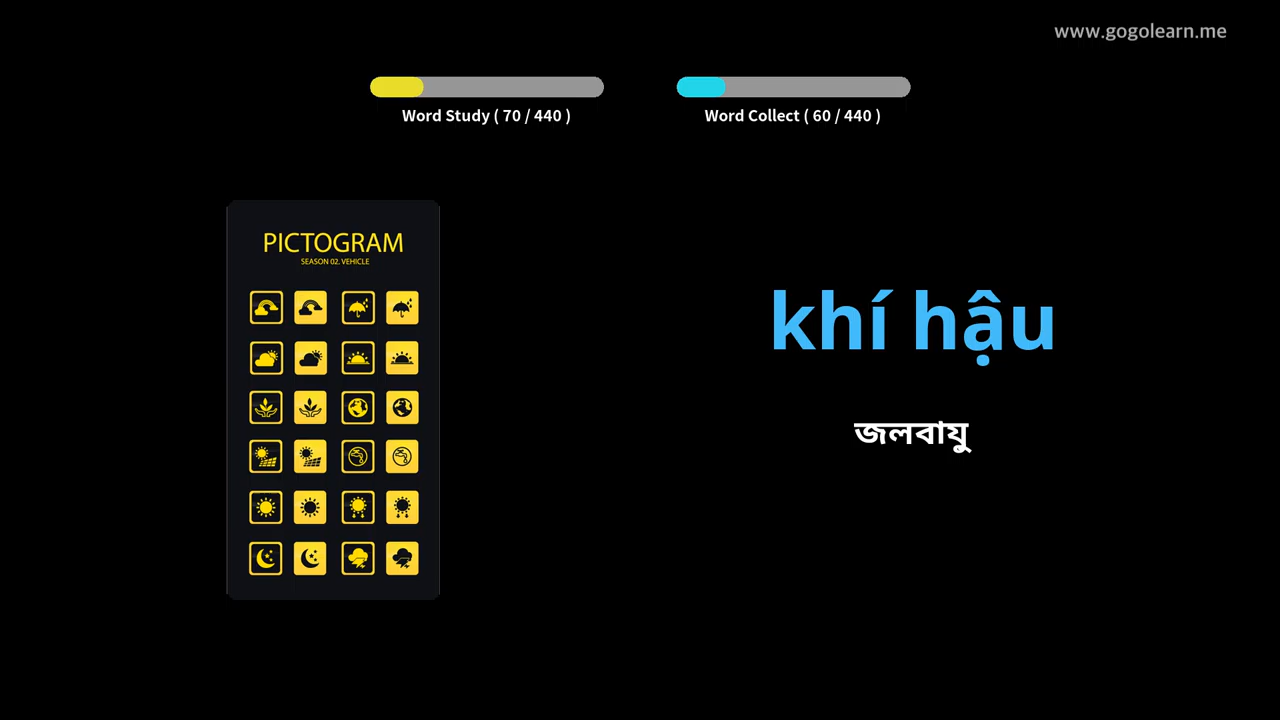 www.gogolearn.me
Word Study ( 70 / 440 )
Word Collect ( 60 / 440 )
PICTOGRAM
SEASON 02. VEHICLE
khí hậu
জলবায়ু